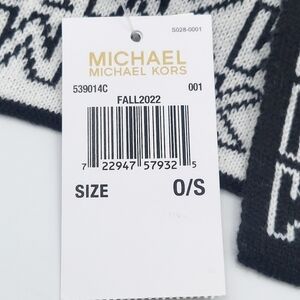 S028-0001
MICHAEL
MICHAEL KORS
539014C 001
FALL2022
7 22947 57932 5
SIZE O/S